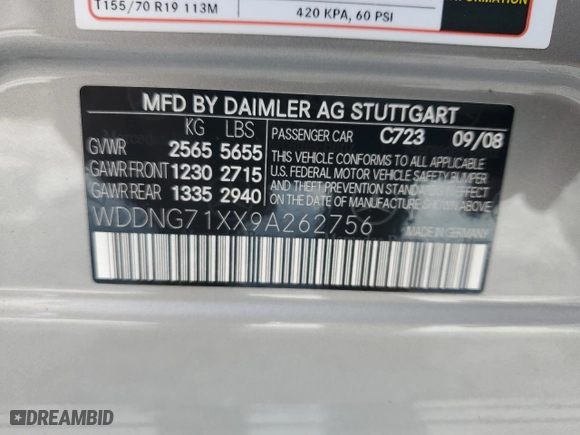 T155/70 R19 113M
420 KPA, 60 PSI
INFORMATION
MFD BY DAIMLER AG STUTTGART
KG LBS
PASSENGER CAR C723 09/08
GVWR 2565 5655
GAWR FRONT 1230 2715
GAWR REAR 1335 2940
THIS VEHICLE CONFORMS TO ALL APPLICABLE
U.S. FEDERAL MOTOR VEHICLE SAFETY, BUMPER,
AND THEFT PREVENTION STANDARDS IN EFFECT ON
THE DATE OF MANUFACTURE SHOWN ABOVE
WDDNG71XX9A262756
MADE IN GERMANY
DREAMBID